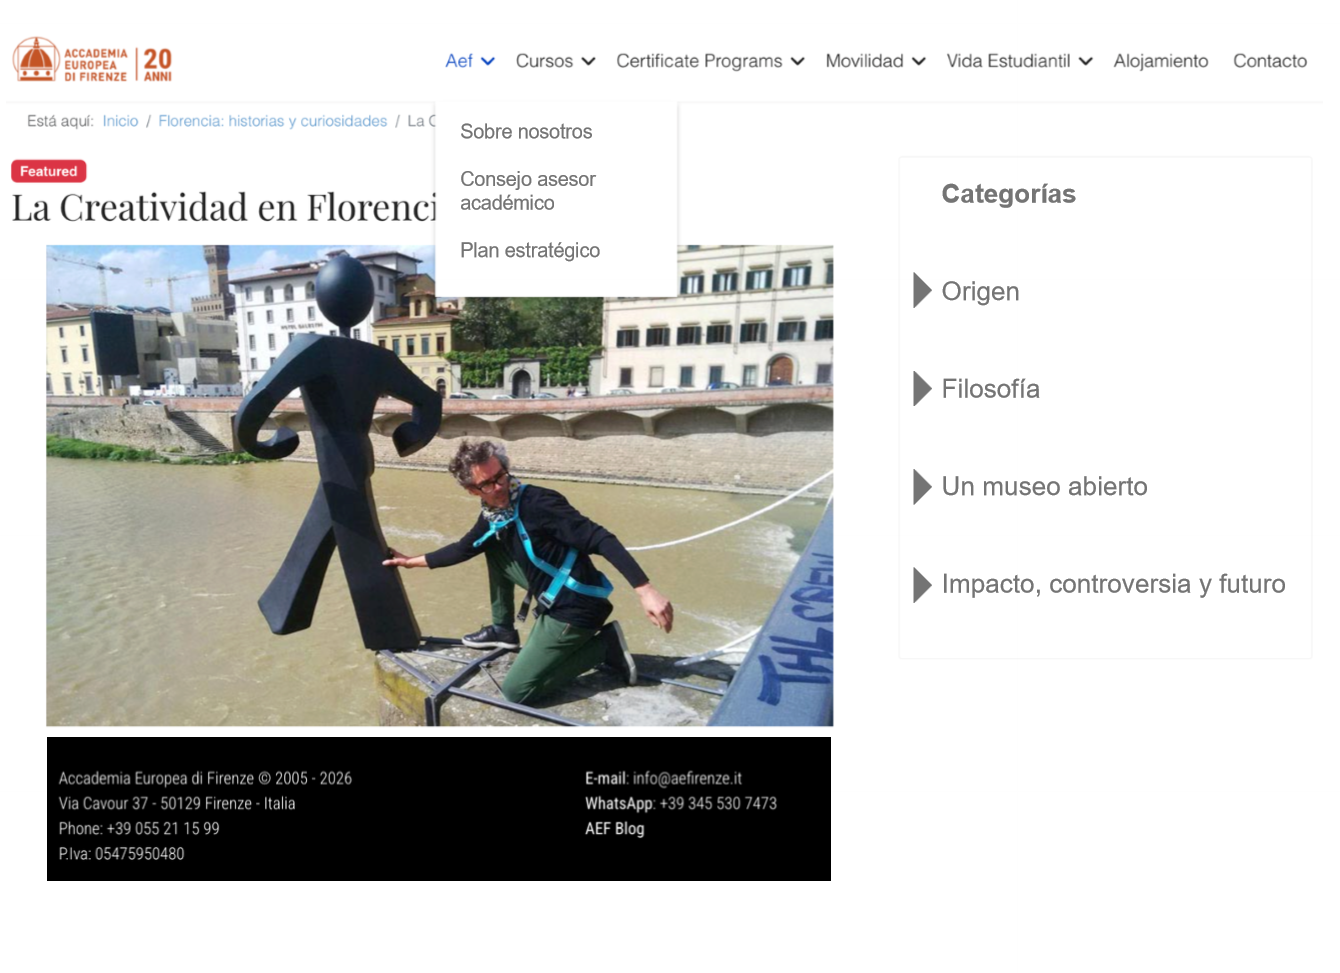 ACCADEMIA
EUROPEA
DI FIRENZE
20
ANNI
Aef
Cursos
Certificate Programs
Movilidad
Vida Estudiantil
Alojamiento
Contacto
Está aquí: Inicio / Florencia: historias y curiosidades / La
Sobre nosotros
Consejo asesor
académico
Plan estratégico
Featured
La Creatividad en Florenci
Categorías
Origen
Filosofía
Un museo abierto
Impacto, controversia y futuro
THE CREW
Accademia Europea di Firenze © 2005 - 2026
Via Cavour 37 - 50129 Firenze - Italia
Phone: +39 055 21 15 99
P.Iva: 05475950480
E-mail: info@aefirenze.it
WhatsApp: +39 345 530 7473
AEF Blog